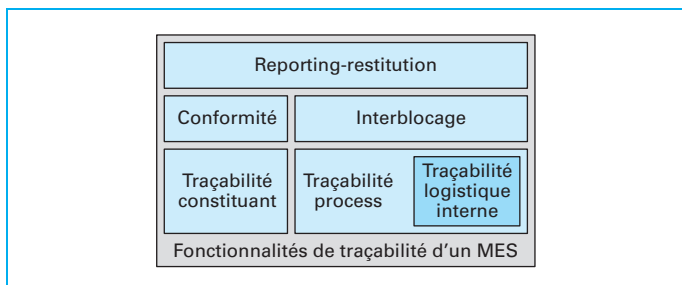 Reporting-restitution
Conformité
Interblocage
Traçabilité
constituant
Traçabilité
process
Traçabilité
logistique
interne
Fonctionnalités de traçabilité d’un MES